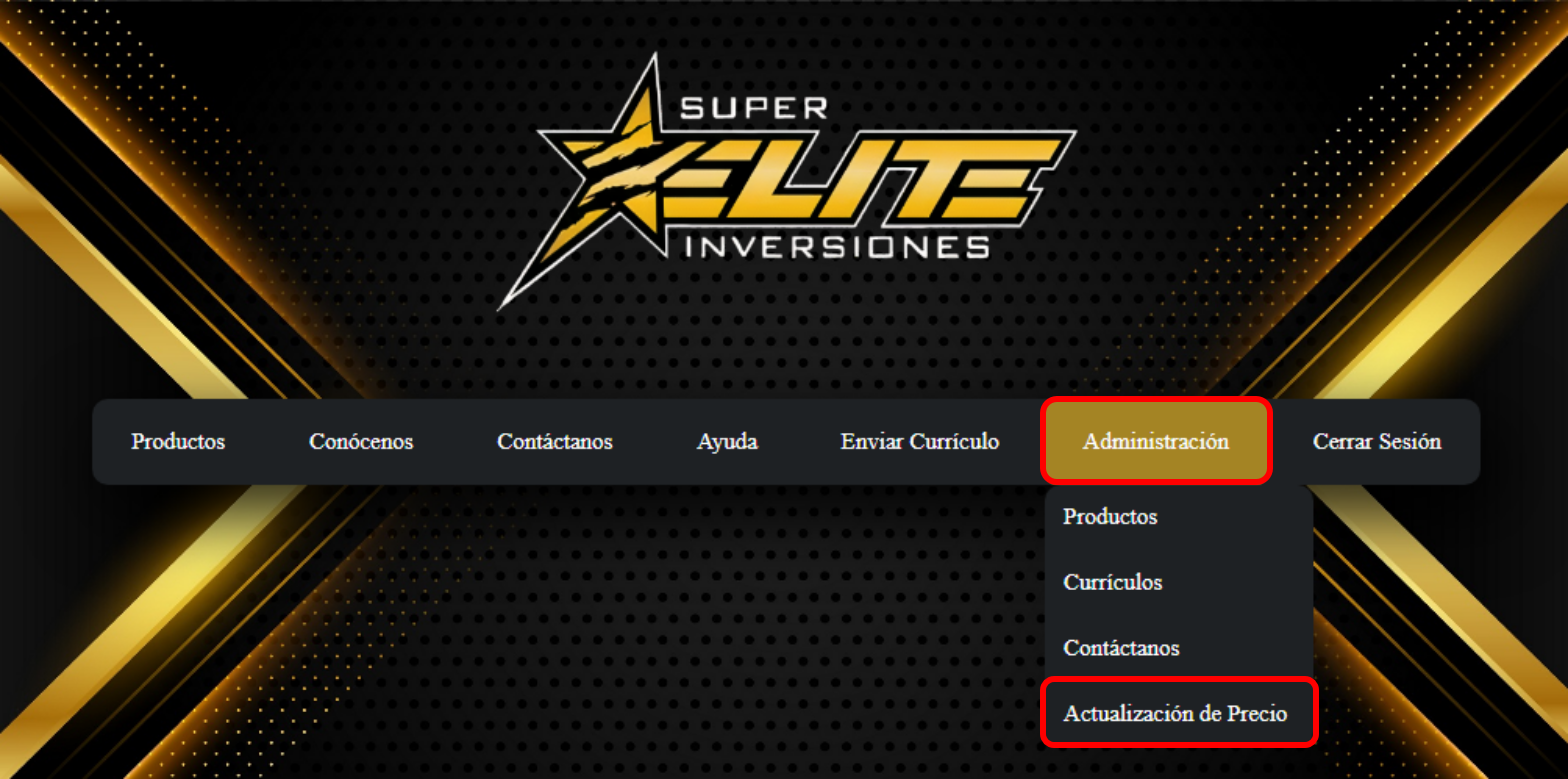 SUPER
ELITE
INVERSIONES
Productos Conócenos Contáctanos Ayuda Enviar Currículo Administración Cerrar Sesión
Productos
Currículos
Contáctanos
Actualización de Precio